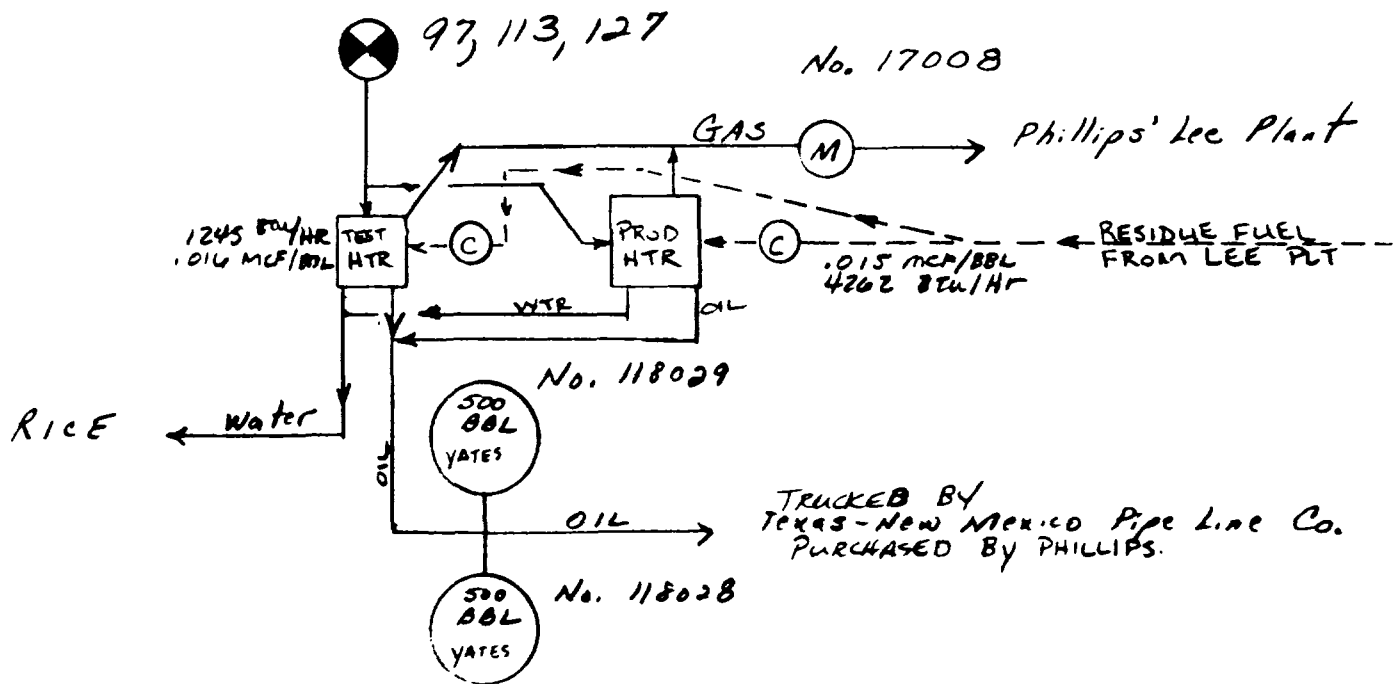 97, 113, 127
No. 17008
GAS
M
Phillips' Lee Plant
1245 BTU/HR
.016 MCF/BBL
TEST
HTR
C
PROD
HTR
C
.015 MCF/BBL
4262 BTU/Hr
RESIDUE FUEL
FROM LEE PLT
WTR
OIL
No. 118029
500
BBL
YATES
RICE
Water
OIL
OIL
TRUCKED BY
Texas-New Mexico Pipe Line Co.
PURCHASED By PHILLIPS.
No. 118028
500
BBL
YATES